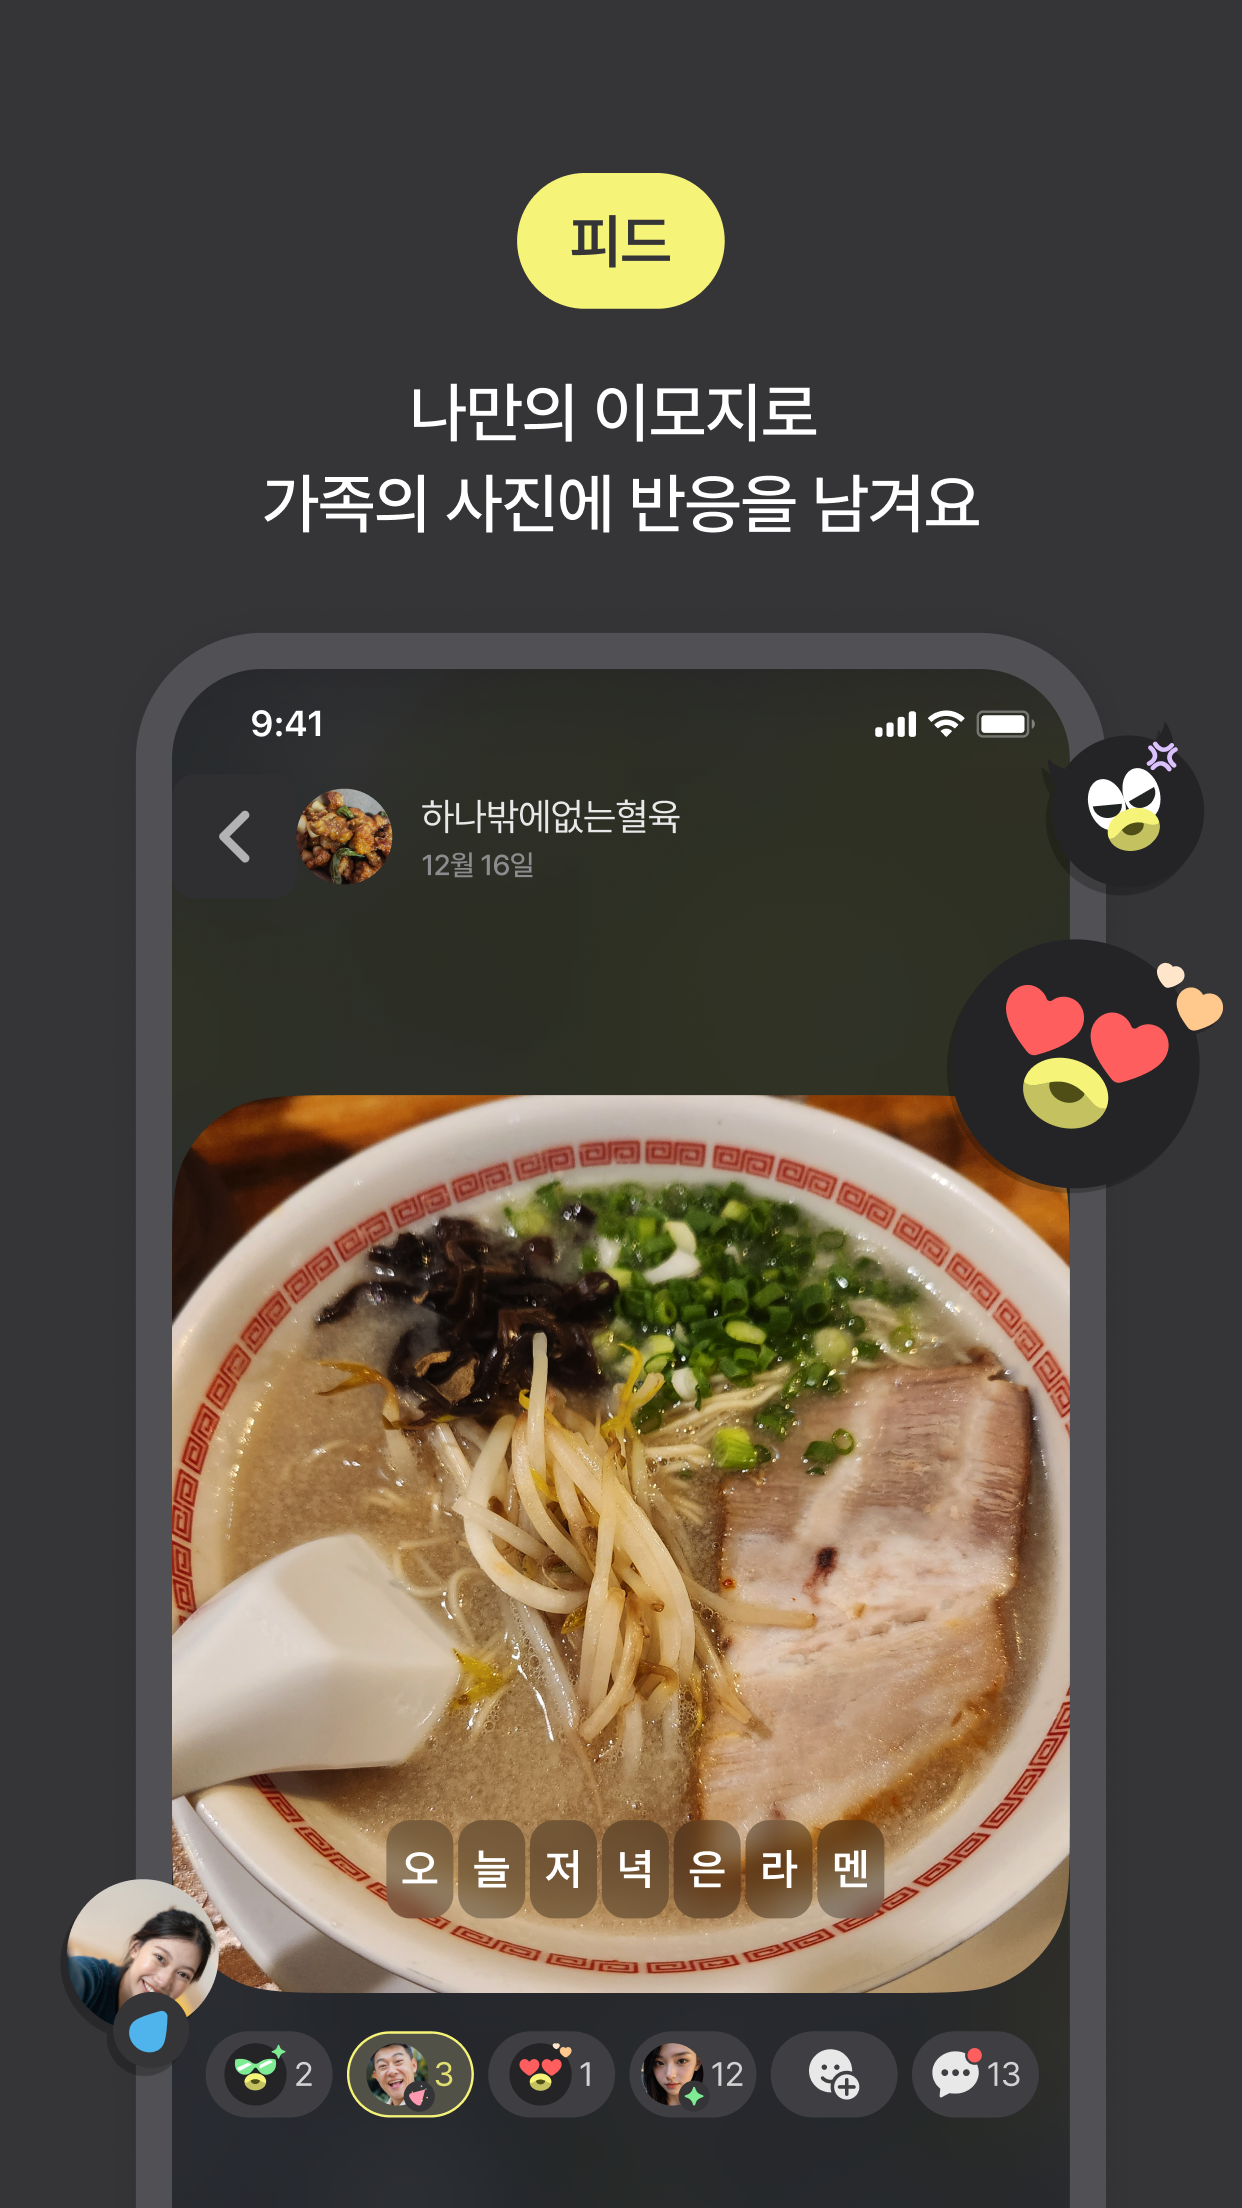 피드
나만의 이모지로
가족의 사진에 반응을 남겨요
9:41
하나밖에없는혈육
12월 16일
오늘저녁은라멘
2 3 1 12 13